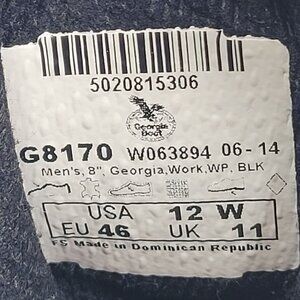 5020815306
Georgia
Boot
G8170 W063894 06-14
Men's, 8", Georgia,Work,WP, BLK
USA 12 W
EU 46 UK 11
FS Made in Dominican Republic